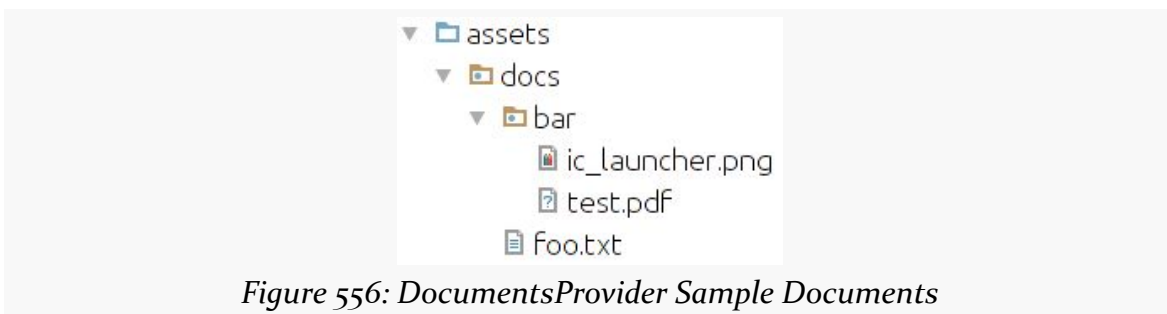 assets
docs
bar
ic_launcher.png
test.pdf
foo.txt
Figure 556: DocumentsProvider Sample Documents